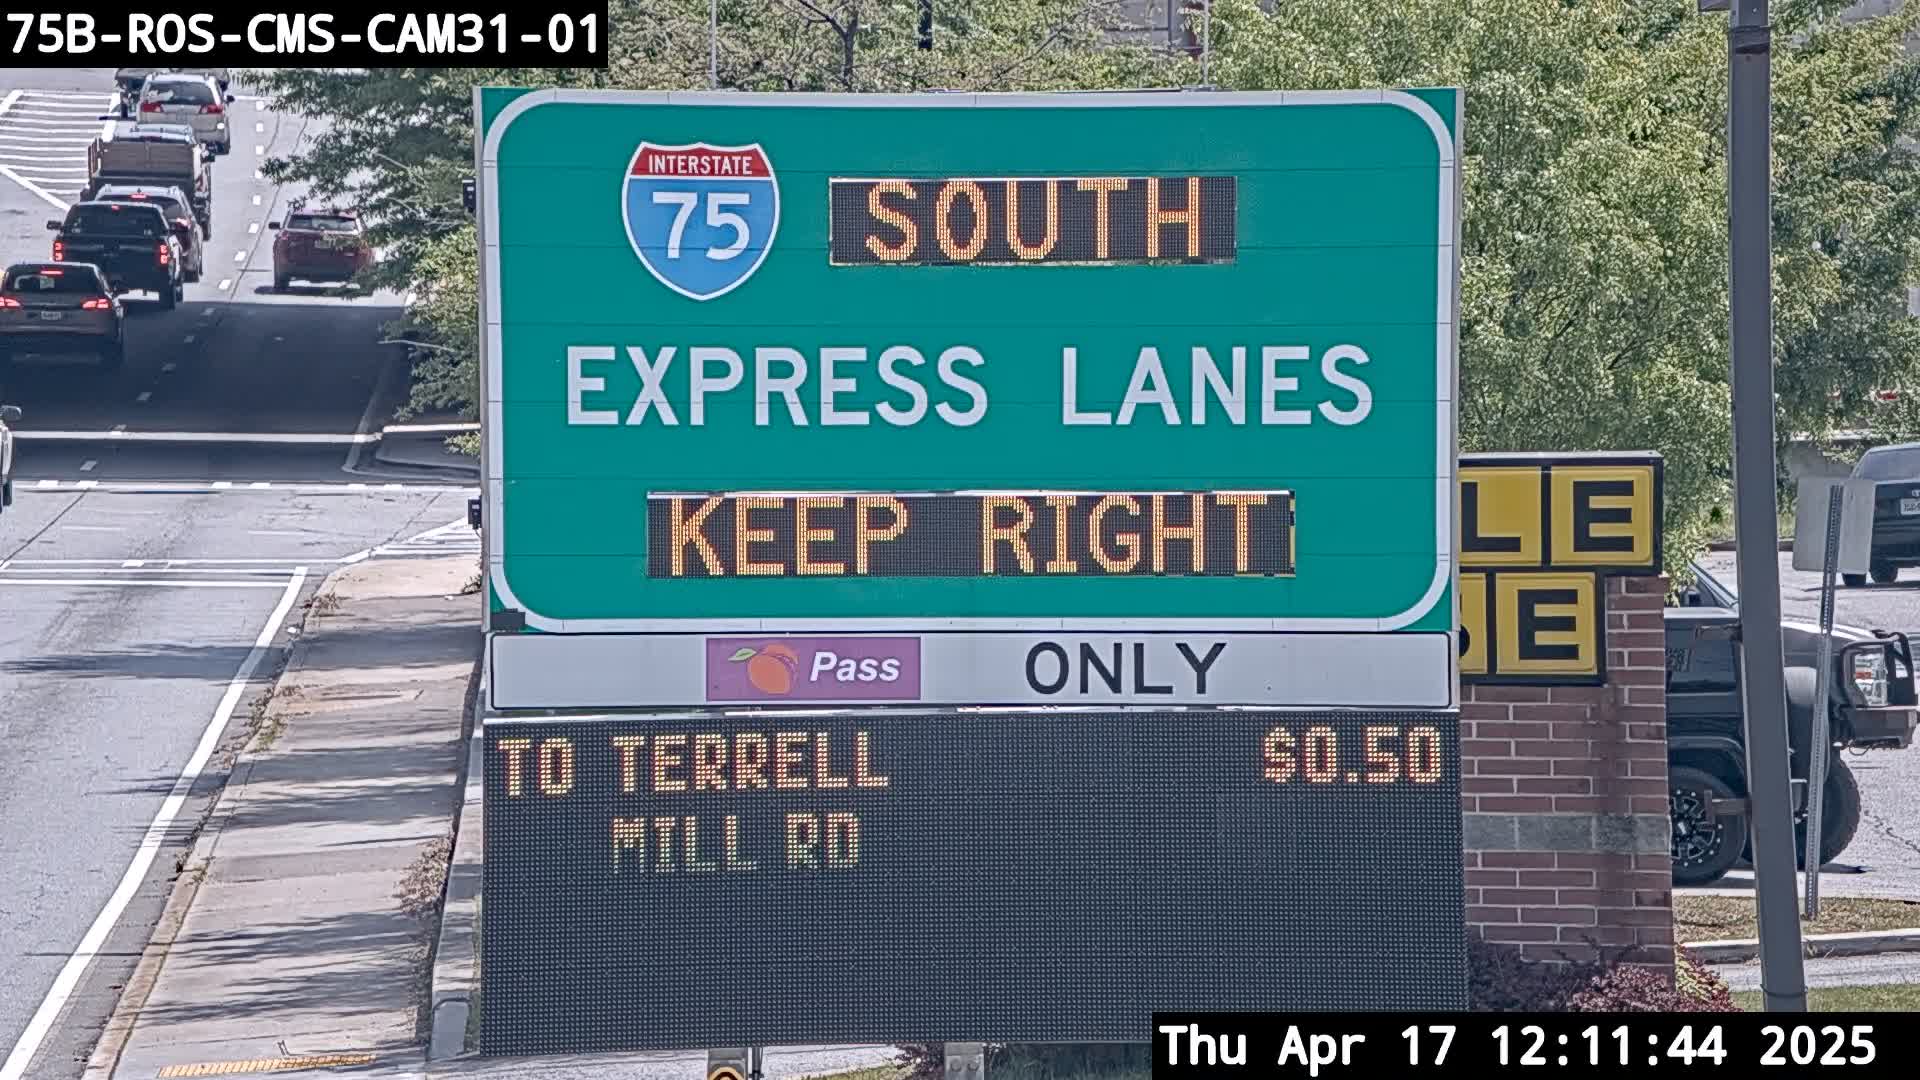 75B-ROS-CMS-CAM31-01
INTERSTATE
75
SOUTH
EXPRESS LANES
KEEP RIGHT
Pass ONLY
TO TERRELL $0.50
MILL RD
LE
E
Thu Apr 17 12:11:44 2025